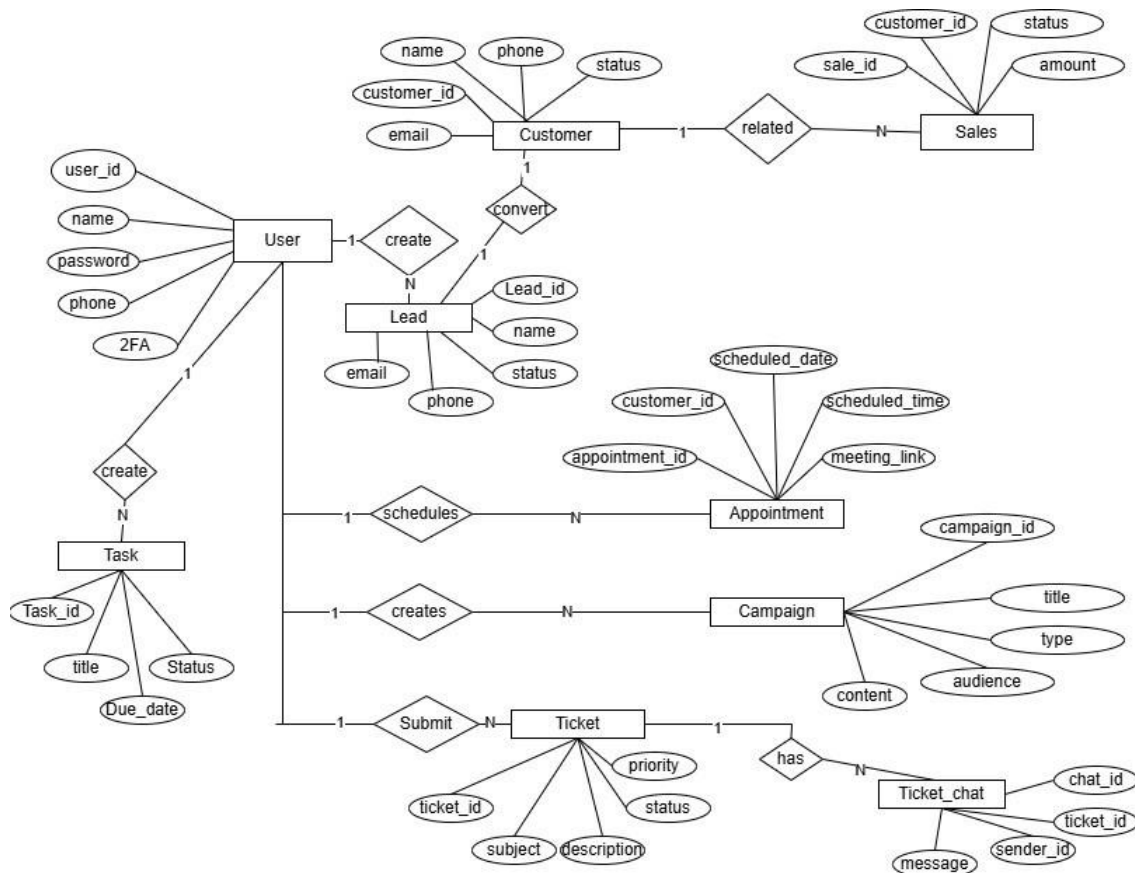 customer_id
status
name
phone
status
sale_id
amount
customer_id
email
Customer
1
related
N
Sales
1
user_id
name
User
1
create
convert
password
1
N
phone
Lead_id
Lead
name
2FA
email
status
phone
1
scheduled_date
customer_id
scheduled_time
appointment_id
meeting_link
create
N
1
schedules
N
Appointment
Task
campaign_id
Task_id
title
Status
Due_date
1
creates
N
Campaign
title
type
audience
content
1
Submit
N
Ticket
1
has
N
priority
ticket_id
status
subject
description
Ticket_chat
chat_id
ticket_id
sender_id
message